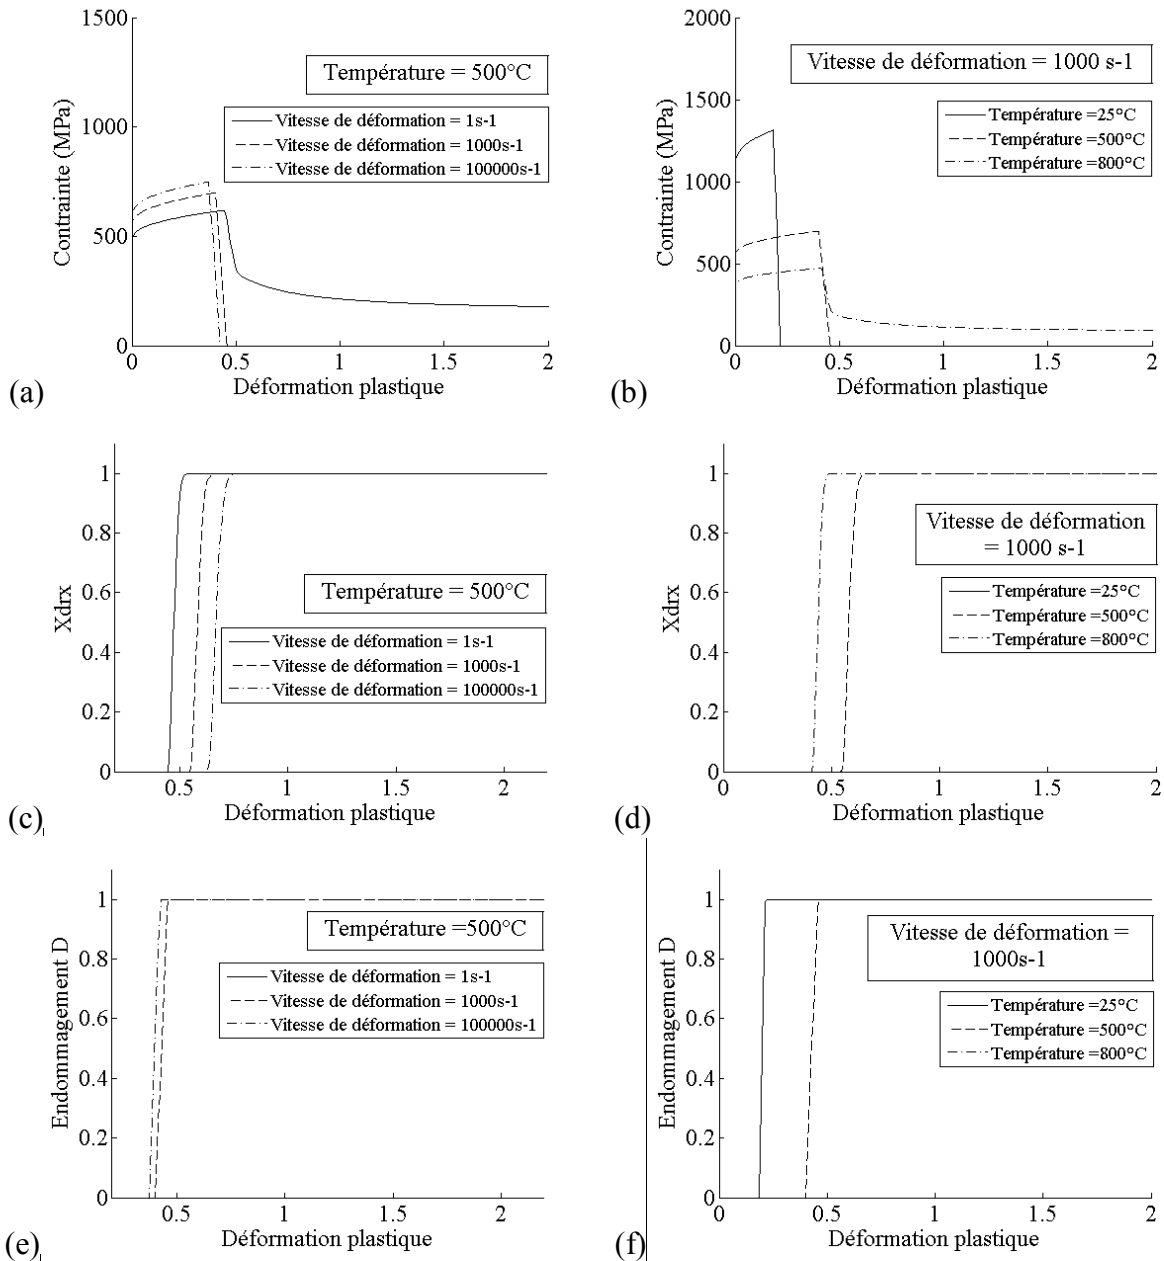 1500
1000
500
0
Contrainte (MPa)
Température = 500°C
Vitesse de déformation = 1s-1
Vitesse de déformation = 1000s-1
Vitesse de déformation = 100000s-1
0 0.5 1 1.5 2
Déformation plastique
(a)
2000
1500
1000
500
0
Contrainte (MPa)
Vitesse de déformation = 1000 s-1
Température =25°C
Température =500°C
Température =800°C
0 0.5 1 1.5 2
Déformation plastique
(b)
1
0.8
0.6
0.4
0.2
0
Xdrx
Température = 500°C
Vitesse de déformation = 1s-1
Vitesse de déformation = 1000s-1
Vitesse de déformation = 100000s-1
0.5 1 1.5 2
Déformation plastique
(c)
1
0.8
0.6
0.4
0.2
0
Xdrx
Vitesse de déformation
= 1000 s-1
Température =25°C
Température =500°C
Température =800°C
0 0.5 1 1.5 2
Déformation plastique
(d)
1
0.8
0.6
0.4
0.2
0
Endommagement D
Température =500°C
Vitesse de déformation = 1s-1
Vitesse de déformation = 1000s-1
Vitesse de déformation = 100000s-1
0.5 1 1.5 2
Déformation plastique
(e)
1
0.8
0.6
0.4
0.2
0
Endommagement D
Vitesse de déformation =
1000s-1
Température =25°C
Température =500°C
Température =800°C
0 0.5 1 1.5 2
Déformation plastique
(f)